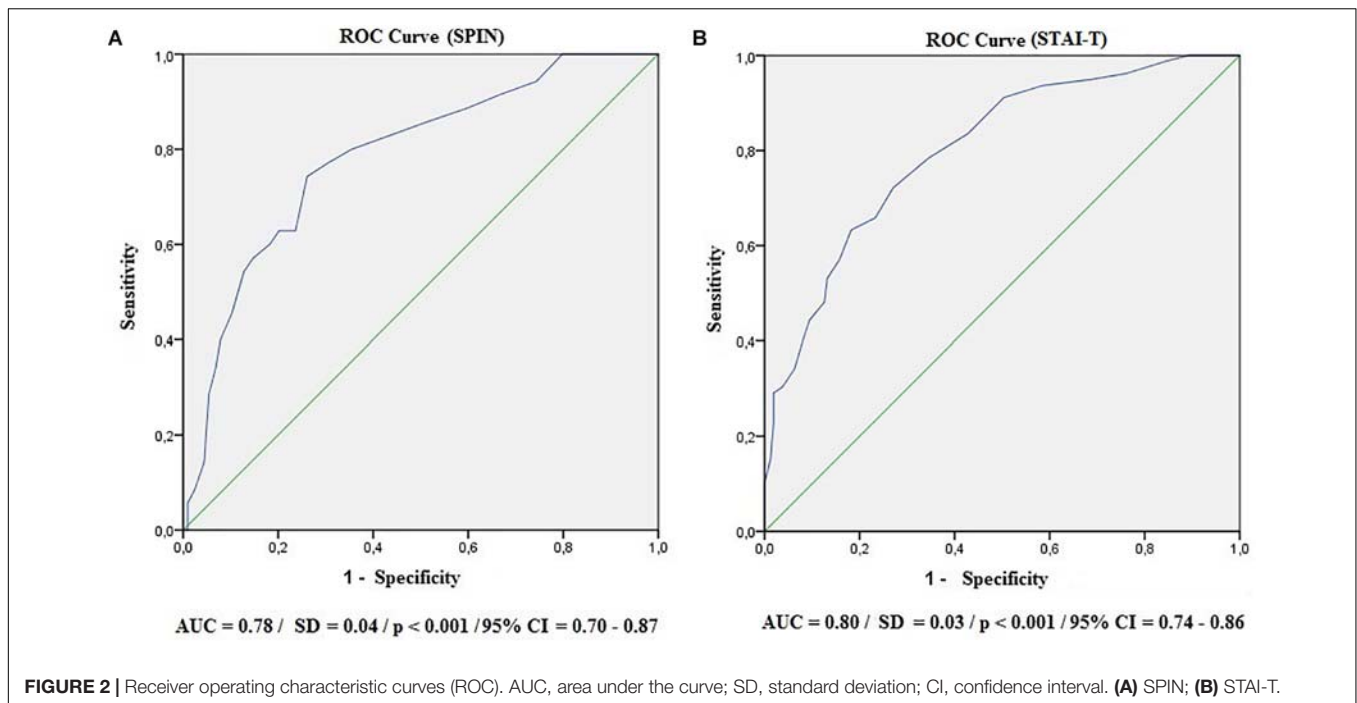 A
ROC Curve (SPIN)
1,0
0,8
0,6
0,4
0,2
0,0
Sensitivity
0,0 0,2 0,4 0,6 0,8 1,0
1 - Specificity
AUC = 0.78 / SD = 0.04 / p < 0.001 / 95% CI = 0.70 - 0.87
B
ROC Curve (STAI-T)
1,0
0,8
0,6
0,4
0,2
0,0
Sensitivity
0,0 0,2 0,4 0,6 0,8 1,0
1 - Specificity
AUC = 0.80 / SD = 0.03 / p < 0.001 / 95% CI = 0.74 - 0.86
FIGURE 2 | Receiver operating characteristic curves (ROC). AUC, area under the curve; SD, standard deviation; CI, confidence interval. (A) SPIN; (B) STAI-T.